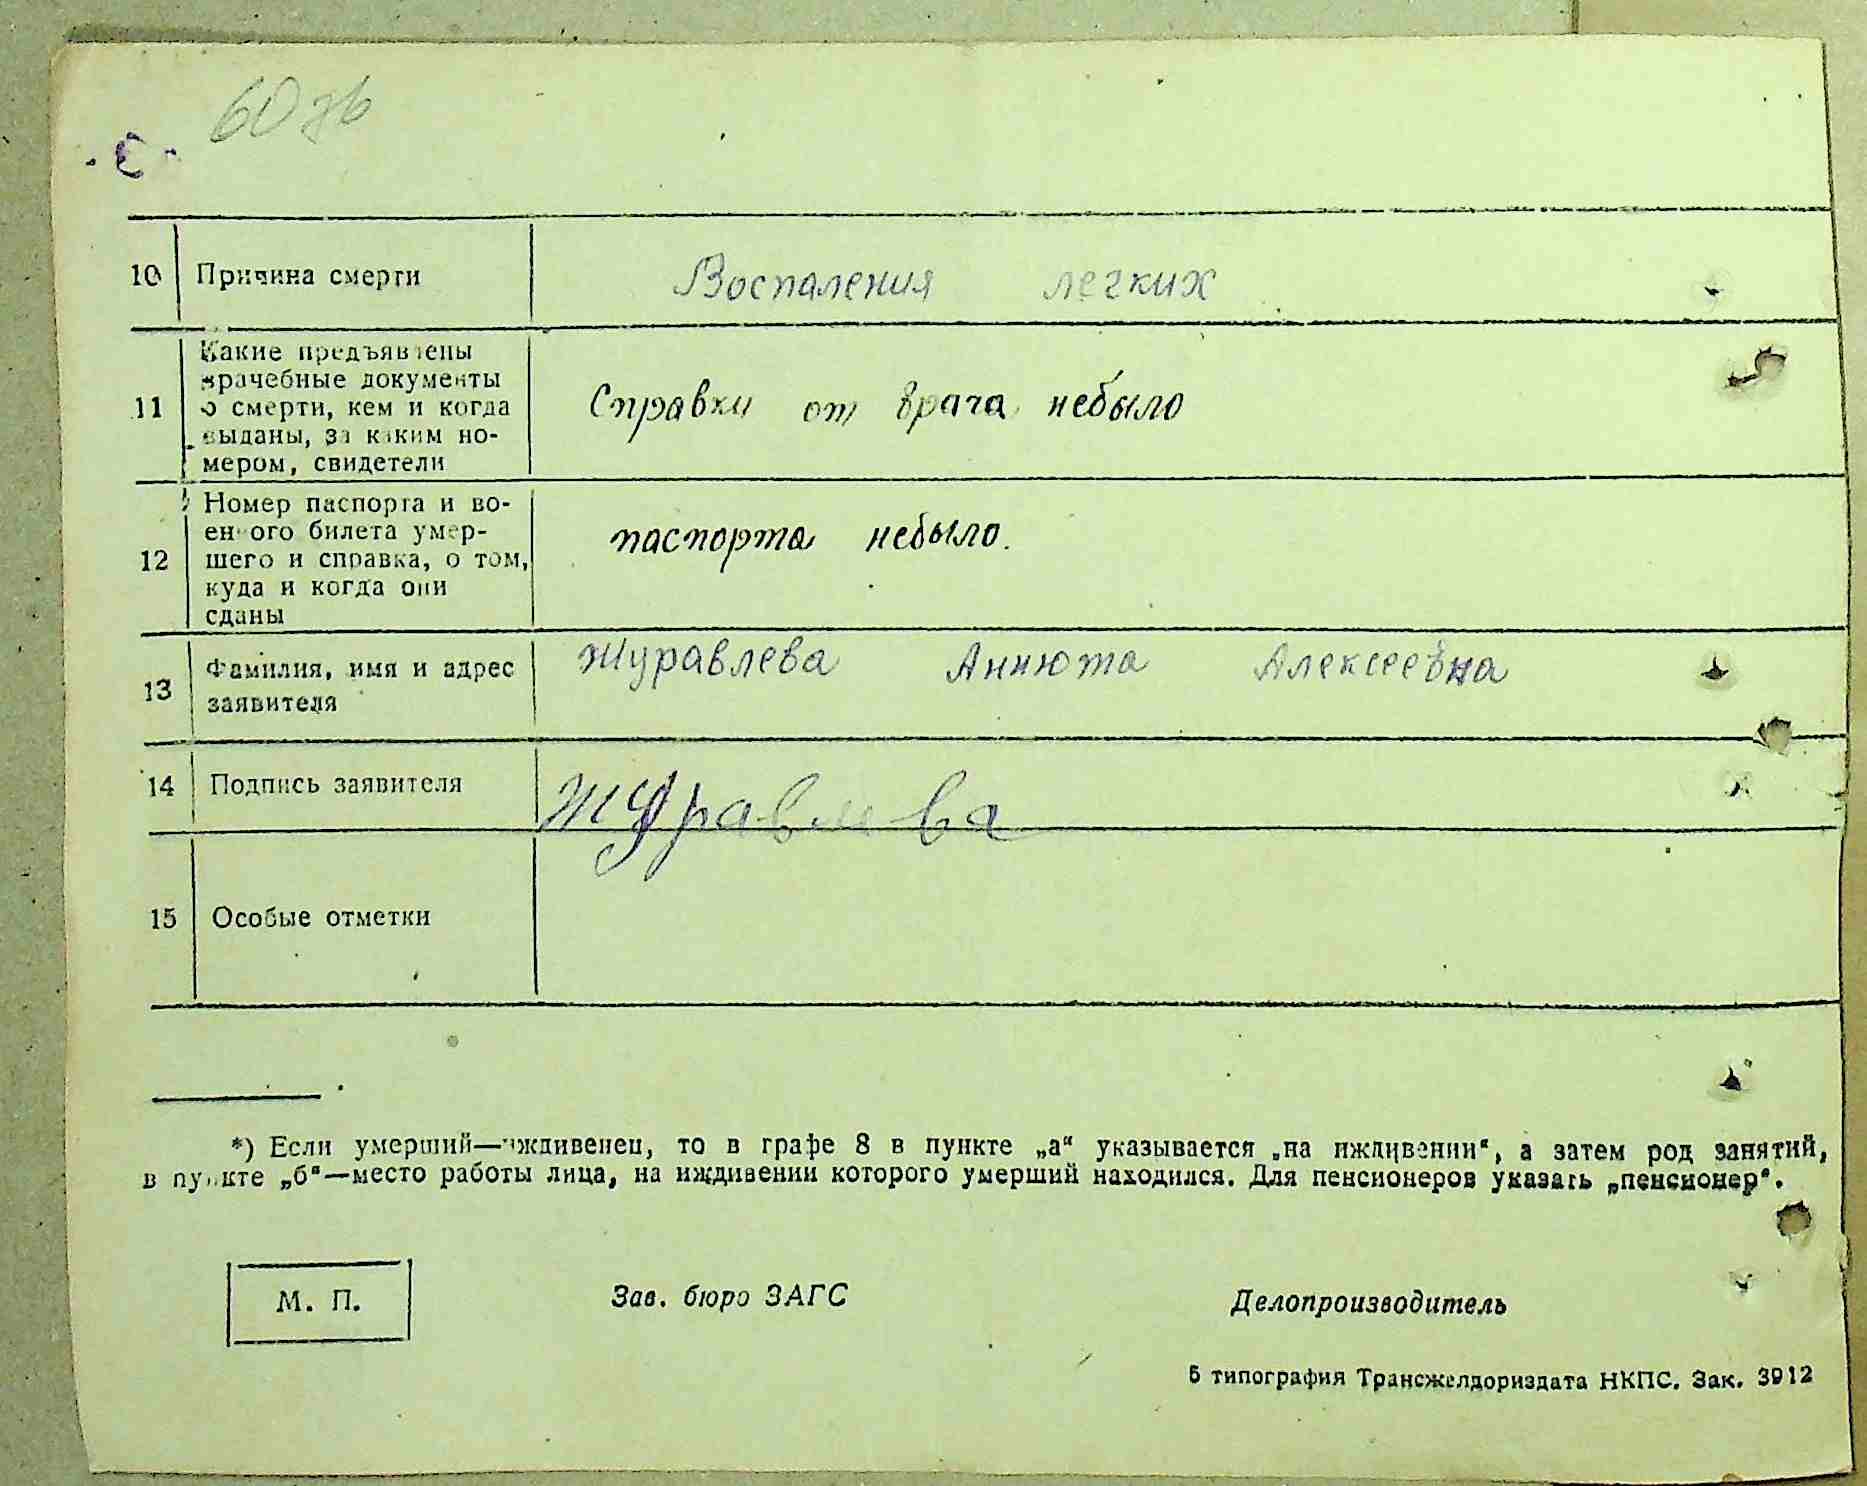 10 Причина смерти Воспаления легких
Какие предъявлены
врачебные документы
11 о смерти, кем и когда Справки от врача небыло
выданы, за каким но-
мером, свидетели
Номер паспорта и во-
енного билета умер- паспорта небыло.
12 шего и справка, о том,
куда и когда они
сданы
13 Фамилия, имя и адрес Журавлева Аннюта Алексеевна
заявителя
14 Подпись заявителя Журавлева
15 Особые отметки
*) Если умерший—иждивенец, то в графе 8 в пункте „а“ указывается „на иждивении“, а затем род занятий,
в пункте „б“—место работы лица, на иждивении которого умерший находился. Для пенсионеров указать „пенсионер“.
М. П. Зав. бюро ЗАГС Делопроизводитель
5 типография Трансжелдориздата НКПС. Зак. 3912